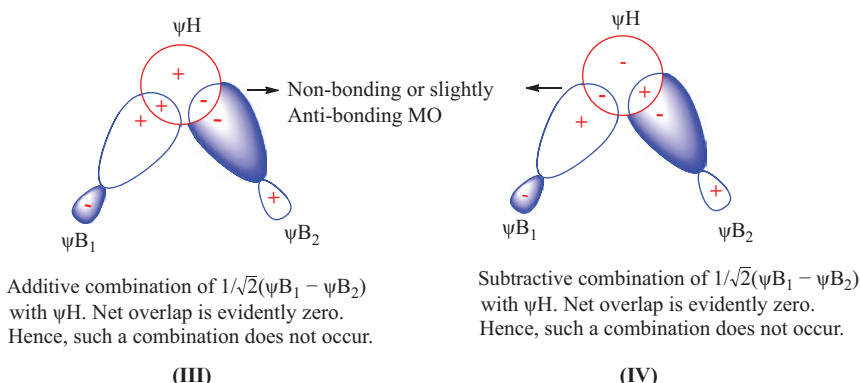 ψH
+
+
+
-
-
-
+
ψB₁
ψB₂
Non-bonding or slightly
Anti-bonding MO
ψH
-
-
+
+
-
-
+
ψB₁
ψB₂
Additive combination of 1/√2(ψB₁ − ψB₂)
with ψH. Net overlap is evidently zero.
Hence, such a combination does not occur.
(III)
Subtractive combination of 1/√2(ψB₁ − ψB₂)
with ψH. Net overlap is evidently zero.
Hence, such a combination does not occur.
(IV)